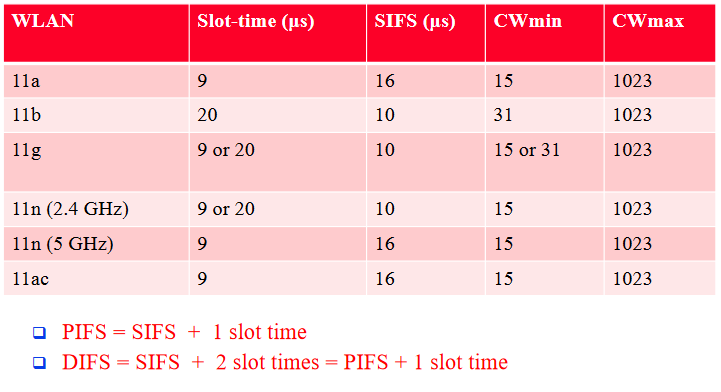 WLAN Slot-time (µs) SIFS (µs) CWmin CWmax
11a 9 16 15 1023
11b 20 10 31 1023
11g 9 or 20 10 15 or 31 1023
11n (2.4 GHz) 9 or 20 10 15 1023
11n (5 GHz) 9 16 15 1023
11ac 9 16 15 1023
PIFS = SIFS + 1 slot time
DIFS = SIFS + 2 slot times = PIFS + 1 slot time